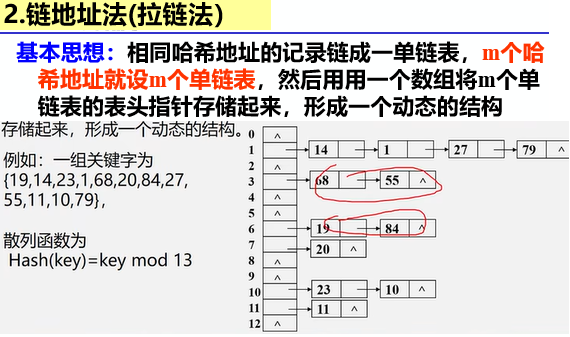 2.链地址法(拉链法)
基本思想：相同哈希地址的记录链成一单链表，m个哈
希地址就设m个单链表，然后用用一个数组将m个单
链表的表头指针存储起来，形成一个动态的结构
存储起来，形成一个动态的结构。
例如：一组关键字为
{19,14,23,1,68,20,84,27,
55,11,10,79}，
散列函数为
Hash(key)=key mod 13
0 ^
1 14 1 27 79 ^
2 ^
3 68 55 ^
4 ^
5 ^
6 19 84 ^
7 20 ^
8 ^
9 ^
10 23 10 ^
11 11 ^
12 ^